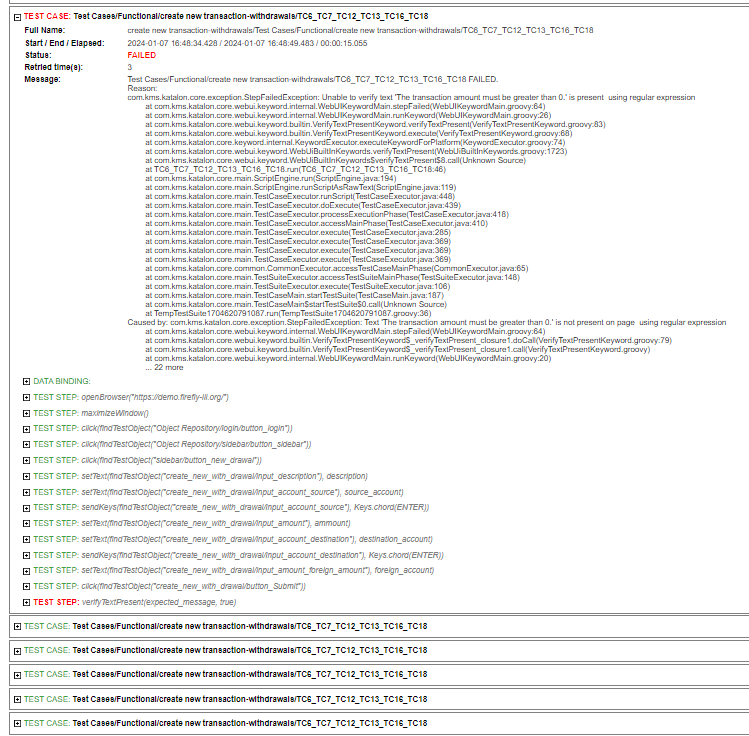 TEST CASE: Test Cases/Functional/create new transaction-withdrawals/TC6_TC7_TC12_TC13_TC16_TC18
Full Name: create new transaction-withdrawals/Test Cases/Functional/create new transaction-withdrawals/TC6_TC7_TC12_TC13_TC16_TC18
Start / End / Elapsed: 2024-01-07 16:48:34.428 / 2024-01-07 16:48:49.483 / 00:00:15.055
Status: FAILED
Retried time(s): 3
Message: Test Cases/Functional/create new transaction-withdrawals/TC6_TC7_TC12_TC13_TC16_TC18 FAILED.
Reason:
com.kms.katalon.core.exception.StepFailedException: Unable to verify text 'The transaction amount must be greater than 0.' is present using regular expression
at com.kms.katalon.core.webui.keyword.internal.WebUIKeywordMain.stepFailed(WebUIKeywordMain.groovy:64)
at com.kms.katalon.core.webui.keyword.internal.WebUIKeywordMain.runKeyword(WebUIKeywordMain.groovy:26)
at com.kms.katalon.core.webui.keyword.builtin.VerifyTextPresentKeyword.verifyTextPresent(VerifyTextPresentKeyword.groovy:83)
at com.kms.katalon.core.webui.keyword.builtin.VerifyTextPresentKeyword.execute(VerifyTextPresentKeyword.groovy:68)
at com.kms.katalon.core.keyword.internal.KeywordExecutor.executeKeywordForPlatform(KeywordExecutor.groovy:74)
at com.kms.katalon.core.webui.keyword.WebUiBuiltInKeywords.verifyTextPresent(WebUiBuiltInKeywords.groovy:1723)
at com.kms.katalon.core.webui.keyword.WebUiBuiltInKeywords$verifyTextPresent$8.call(Unknown Source)
at TC6_TC7_TC12_TC13_TC16_TC18.run(TC6_TC7_TC12_TC13_TC16_TC18:46)
at com.kms.katalon.core.main.ScriptEngine.run(ScriptEngine.java:194)
at com.kms.katalon.core.main.ScriptEngine.runScriptAsRawText(ScriptEngine.java:119)
at com.kms.katalon.core.main.TestCaseExecutor.runScript(TestCaseExecutor.java:448)
at com.kms.katalon.core.main.TestCaseExecutor.doExecute(TestCaseExecutor.java:439)
at com.kms.katalon.core.main.TestCaseExecutor.processExecutionPhase(TestCaseExecutor.java:418)
at com.kms.katalon.core.main.TestCaseExecutor.accessMainPhase(TestCaseExecutor.java:410)
at com.kms.katalon.core.main.TestCaseExecutor.execute(TestCaseExecutor.java:285)
at com.kms.katalon.core.main.TestCaseExecutor.execute(TestCaseExecutor.java:369)
at com.kms.katalon.core.main.TestCaseExecutor.execute(TestCaseExecutor.java:369)
at com.kms.katalon.core.main.TestCaseExecutor.execute(TestCaseExecutor.java:369)
at com.kms.katalon.core.common.CommonExecutor.accessTestCaseMainPhase(CommonExecutor.java:65)
at com.kms.katalon.core.main.TestSuiteExecutor.accessTestSuiteMainPhase(TestSuiteExecutor.java:148)
at com.kms.katalon.core.main.TestSuiteExecutor.execute(TestSuiteExecutor.java:106)
at com.kms.katalon.core.main.TestCaseMain.startTestSuite(TestCaseMain.java:187)
at com.kms.katalon.core.main.TestCaseMain$startTestSuite$0.call(Unknown Source)
at TempTestSuite1704620791087.run(TempTestSuite1704620791087.groovy:36)
Caused by: com.kms.katalon.core.exception.StepFailedException: Text 'The transaction amount must be greater than 0.' is not present on page using regular expression
at com.kms.katalon.core.webui.keyword.internal.WebUIKeywordMain.stepFailed(WebUIKeywordMain.groovy:64)
at com.kms.katalon.core.webui.keyword.builtin.VerifyTextPresentKeyword$_verifyTextPresent_closure1.doCall(VerifyTextPresentKeyword.groovy:79)
at com.kms.katalon.core.webui.keyword.builtin.VerifyTextPresentKeyword$_verifyTextPresent_closure1.call(VerifyTextPresentKeyword.groovy)
at com.kms.katalon.core.webui.keyword.internal.WebUIKeywordMain.runKeyword(WebUIKeywordMain.groovy:20)
... 22 more
DATA BINDING:
TEST STEP: openBrowser("https://demo.firefly-iii.org/")
TEST STEP: maximizeWindow()
TEST STEP: click(findTestObject("Object Repository/login/button_login"))
TEST STEP: click(findTestObject("Object Repository/sidebar/button_sidebar"))
TEST STEP: click(findTestObject("sidebar/button_new_drawal"))
TEST STEP: setText(findTestObject("create_new_with_drawal/input_description"), description)
TEST STEP: setText(findTestObject("create_new_with_drawal/input_account_source"), source_account)
TEST STEP: sendKeys(findTestObject("create_new_with_drawal/input_account_source"), Keys.chord(ENTER))
TEST STEP: setText(findTestObject("create_new_with_drawal/input_amount"), ammount)
TEST STEP: setText(findTestObject("create_new_with_drawal/input_account_destination"), destination_account)
TEST STEP: sendKeys(findTestObject("create_new_with_drawal/input_account_destination"), Keys.chord(ENTER))
TEST STEP: setText(findTestObject("create_new_with_drawal/input_amount_foreign_amount"), foreign_account)
TEST STEP: click(findTestObject("create_new_with_drawal/button_Submit"))
TEST STEP: verifyTextPresent(expected_message, true)
TEST CASE: Test Cases/Functional/create new transaction-withdrawals/TC6_TC7_TC12_TC13_TC16_TC18
TEST CASE: Test Cases/Functional/create new transaction-withdrawals/TC6_TC7_TC12_TC13_TC16_TC18
TEST CASE: Test Cases/Functional/create new transaction-withdrawals/TC6_TC7_TC12_TC13_TC16_TC18
TEST CASE: Test Cases/Functional/create new transaction-withdrawals/TC6_TC7_TC12_TC13_TC16_TC18
TEST CASE: Test Cases/Functional/create new transaction-withdrawals/TC6_TC7_TC12_TC13_TC16_TC18